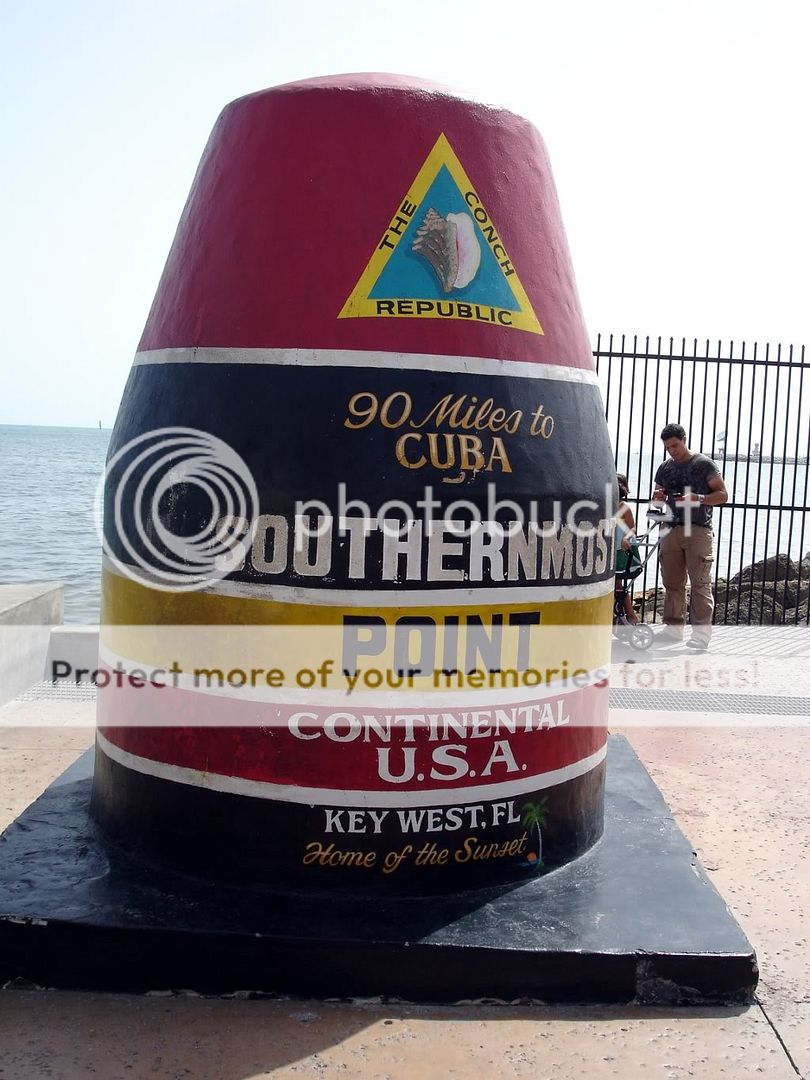 THE CONCH
REPUBLIC
90 Miles to
CUBA
photobucket
SOUTHERNMOST
POINT
Protect more of your memories for less!
CONTINENTAL
U.S.A.
KEY WEST, FL
Home of the Sunset